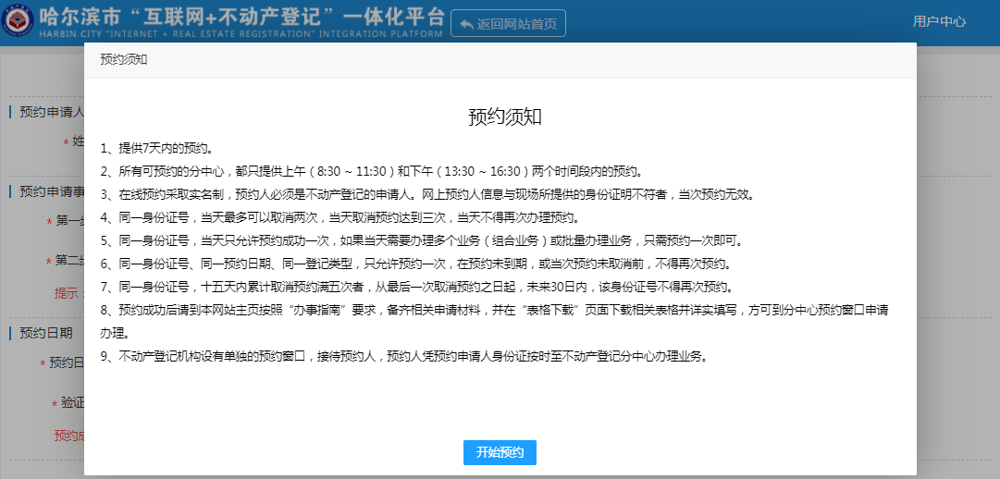 哈尔滨市“互联网+不动产登记”一体化平台
HARBIN CITY "INTERNET + REAL ESTATE REGISTRATION" INTEGRATION PLATFORM
返回网站首页
用户中心
预约须知
预约须知
1、提供7天内的预约。
2、所有可预约的分中心，都只提供上午（8:30 ~ 11:30）和下午（13:30 ~ 16:30）两个时间段内的预约。
3、在线预约采取实名制，预约人必须是不动产登记的申请人。网上预约人信息与现场所提供的身份证明不符者，当次预约无效。
4、同一身份证号，当天最多可以取消两次，当天取消预约达到三次，当天不得再次办理预约。
5、同一身份证号，当天只允许预约成功一次，如果当天需要办理多个业务（组合业务）或批量办理业务，只需预约一次即可。
6、同一身份证号、同一预约日期、同一登记类型，只允许预约一次，在预约未到期，或当次预约未取消前，不得再次预约。
7、同一身份证号，十五天内累计取消预约满五次者，从最后一次取消预约之日起，未来30日内，该身份证号不得再次预约。
8、预约成功后请到本网站主页按照“办事指南”要求，备齐相关申请材料，并在“表格下载”页面下载相关表格并详实填写，方可到分中心预约窗口申请
办理。
9、不动产登记机构设有单独的预约窗口，接待预约人，预约人凭预约申请人身份证按时至不动产登记分中心办理业务。
开始预约
预约申请人
* 姓
预约申请事
* 第一步
* 第二步
提示：
预约日期
* 预约日
* 验证
预约成